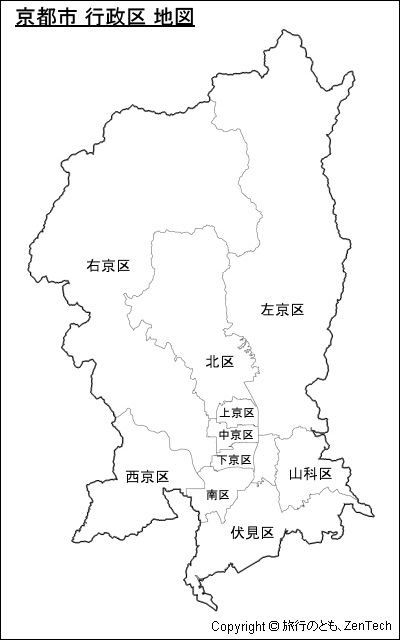 京都市 行政区 地図
右京区
左京区
北区
上京区
中京区
下京区
西京区
山科区
南区
伏見区
Copyright © 旅行のとも、ZenTech